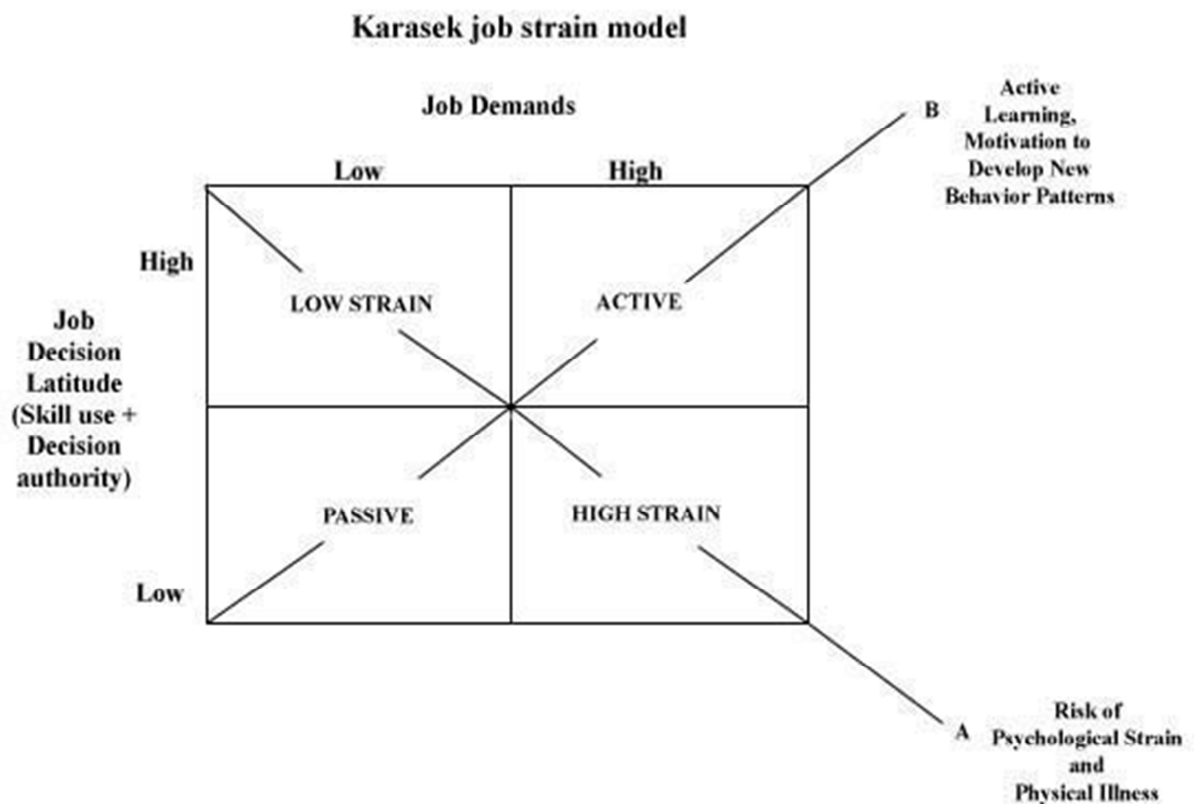 Karasek job strain model
Job Demands
Low
High
B
Active
Learning,
Motivation to
Develop New
Behavior Patterns
High
Job
Decision
Latitude
(Skill use +
Decision
authority)
Low
LOW STRAIN
ACTIVE
PASSIVE
HIGH STRAIN
A
Risk of
Psychological Strain
and
Physical Illness